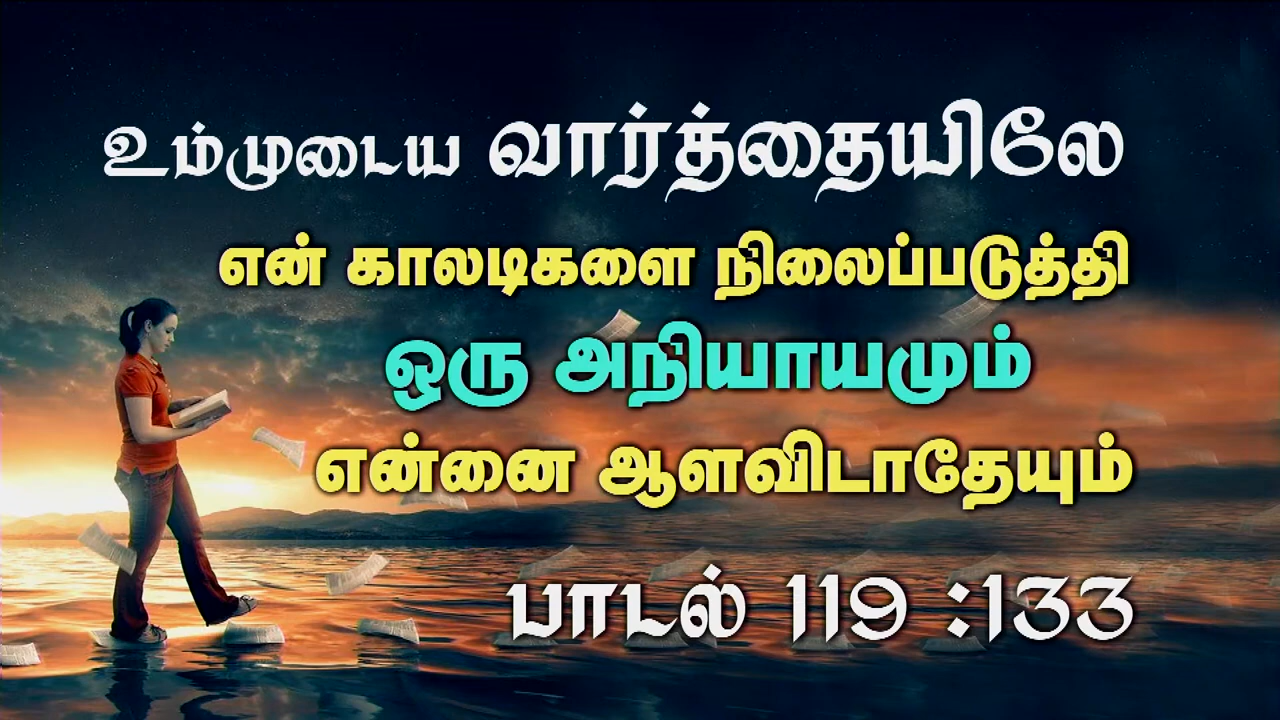 உம்முடைய வார்த்தையிலே
என் காலடிகளை நிலைப்படுத்தி
ஒரு அநியாயமும்
என்னை ஆளவிடாதேயும்
பாடல் 119 :133